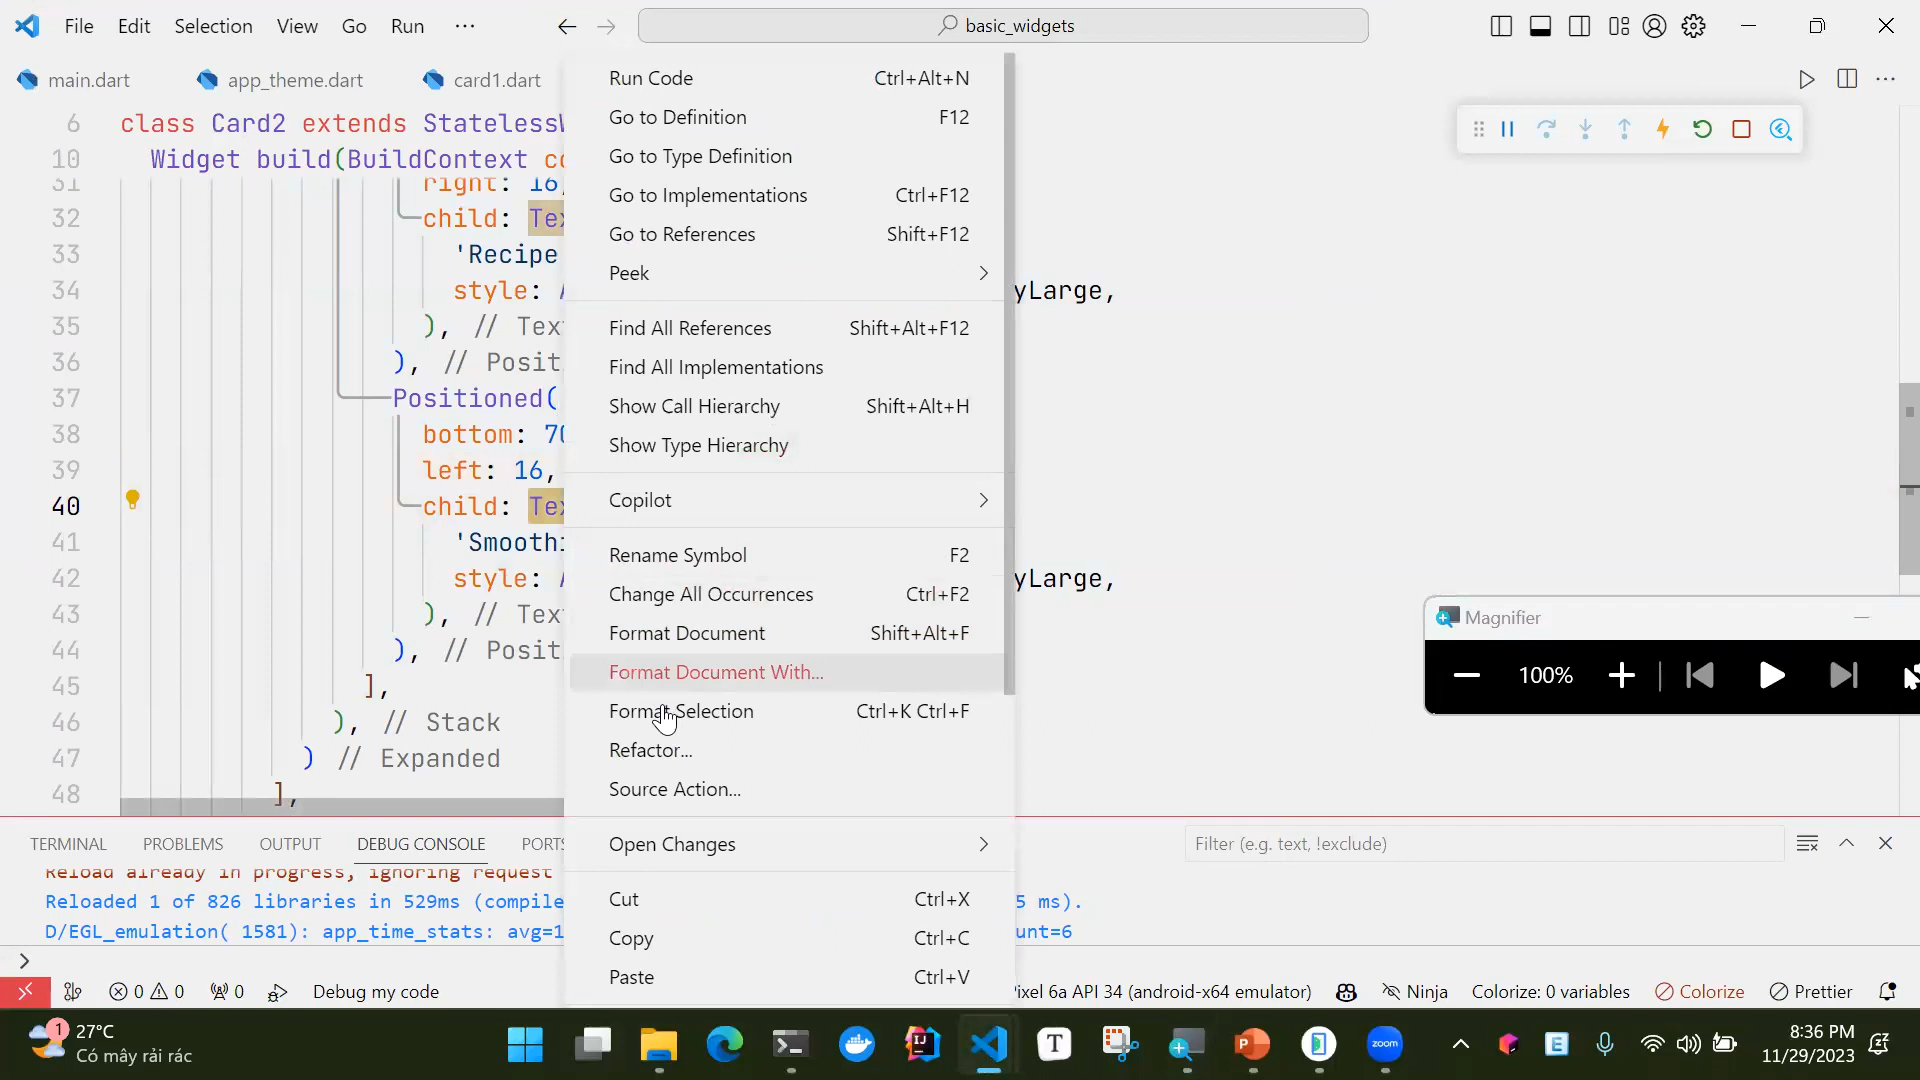 File Edit Selection View Go Run ··· basic_widgets
main.dart app_theme.dart card1.dart
6 class Card2 extends StatelessW
10 Widget build(BuildContext co
31 right: 16,
32 child: Tex
33 'Recipe
34 style: A yLarge,
35 ), // Tex
36 ), // Posit
37 Positioned(
38 bottom: 70
39 left: 16,
40 child: Tex
41 'Smoothi
42 style: A yLarge,
43 ), // Tex
44 ), // Posit
45 ],
46 ), // Stack
47 ) // Expanded
48 ],
Run Code Ctrl+Alt+N
Go to Definition F12
Go to Type Definition
Go to Implementations Ctrl+F12
Go to References Shift+F12
Peek
Find All References Shift+Alt+F12
Find All Implementations
Show Call Hierarchy Shift+Alt+H
Show Type Hierarchy
Copilot
Rename Symbol F2
Change All Occurrences Ctrl+F2
Format Document Shift+Alt+F
Format Document With...
Format Selection Ctrl+K Ctrl+F
Refactor...
Source Action...
Open Changes
Cut Ctrl+X
Copy Ctrl+C
Paste Ctrl+V
Magnifier
100%
TERMINAL PROBLEMS OUTPUT DEBUG CONSOLE PORTS Filter (e.g. text, !exclude)
Reload already in progress, ignoring request
Reloaded 1 of 826 libraries in 529ms (compile 5 ms).
D/EGL_emulation( 1581): app_time_stats: avg=1 unt=6
0 0 0 Debug my code Pixel 6a API 34 (android-x64 emulator) Ninja Colorize: 0 variables Colorize Prettier
1 27°C
Có mây rải rác
zoom
8:36 PM
11/29/2023